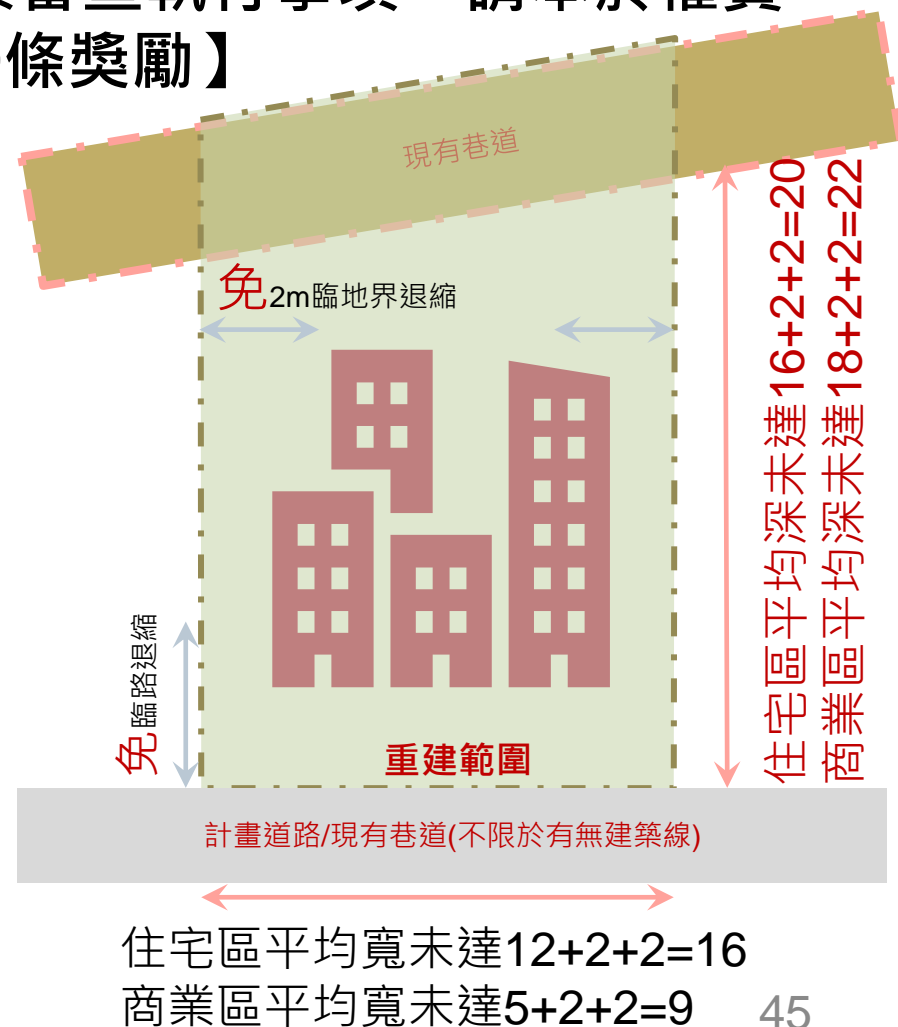 條獎勵】
現有巷道
免2m臨地界退縮
住宅區平均深未達16+2+2=20
商業區平均深未達18+2+2=22
免臨路退縮
重建範圍
計畫道路/現有巷道(不限於有無建築線)
住宅區平均寬未達12+2+2=16
商業區平均寬未達5+2+2=9
45